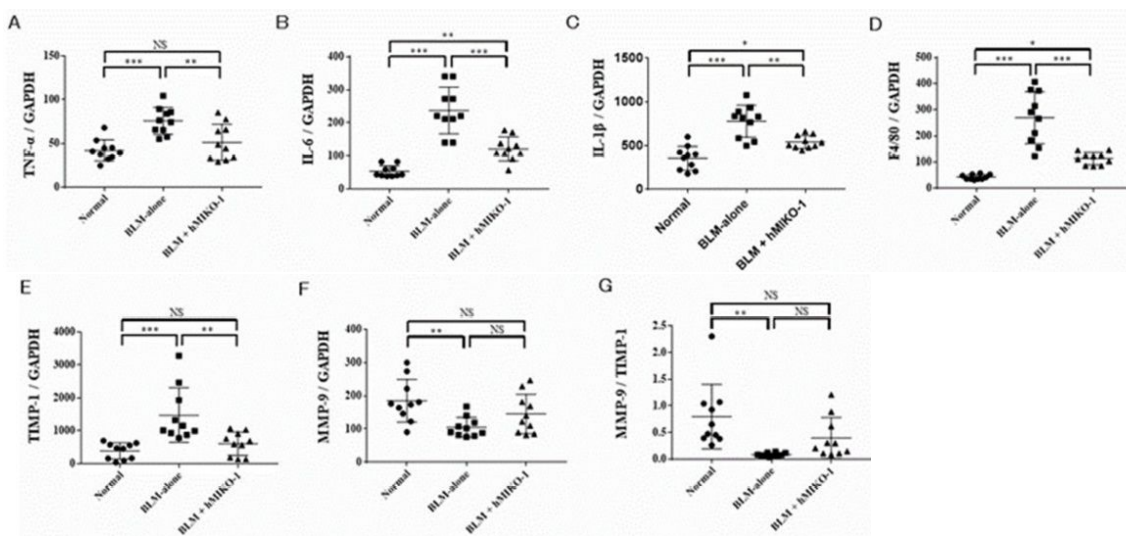 A
NS
***
**
TNF-α / GAPDH
150
100
50
0
Normal
BLM-alone
BLM + hMIKO-1
B
**
***
***
IL-6 / GAPDH
400
300
200
100
0
Normal
BLM-alone
BLM + hMIKO-1
C
*
***
**
IL-1β / GAPDH
1500
1000
500
0
Normal
BLM-alone
BLM + hMIKO-1
D
*
***
***
F4/80 / GAPDH
500
400
300
200
100
0
Normal
BLM-alone
BLM + hMIKO-1
E
NS
***
**
TIMP-1 / GAPDH
4000
3000
2000
1000
0
Normal
BLM-alone
BLM + hMIKO-1
F
NS
**
NS
MMP-9 / GAPDH
400
300
200
100
0
Normal
BLM-alone
BLM + hMIKO-1
G
NS
**
NS
MMP-9 / TIMP-1
2.5
2.0
1.5
1.0
0.5
0.0
Normal
BLM-alone
BLM + hMIKO-1